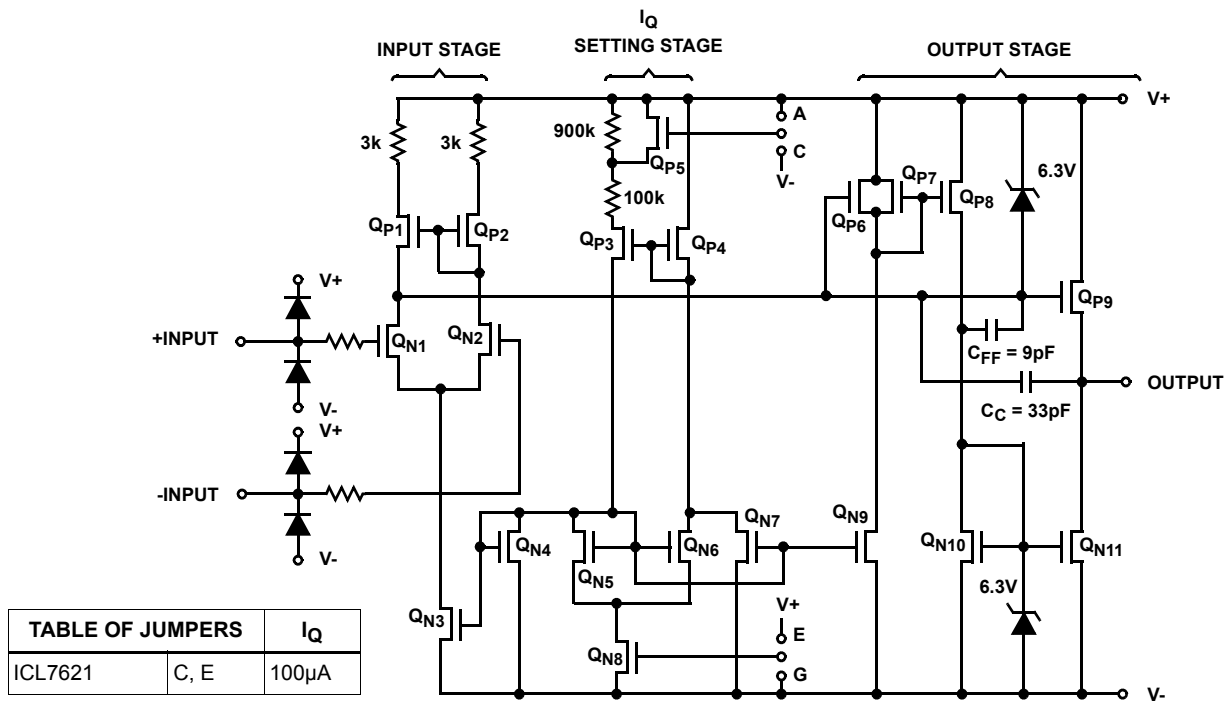 I_Q
INPUT STAGE
SETTING STAGE
OUTPUT STAGE
V+
A
C
V-
3k
3k
900k
Q_P5
100k
Q_P1
Q_P2
Q_P3
Q_P4
Q_P6
Q_P7
Q_P8
6.3V
Q_P9
V+
+INPUT
Q_N1
Q_N2
V-
V+
-INPUT
V-
C_FF = 9pF
C_C = 33pF
OUTPUT
Q_N3
Q_N4
Q_N5
Q_N6
Q_N7
Q_N8
V+
E
G
Q_N9
Q_N10
Q_N11
6.3V
V-
TABLE OF JUMPERS I_Q
ICL7621 C, E 100µA